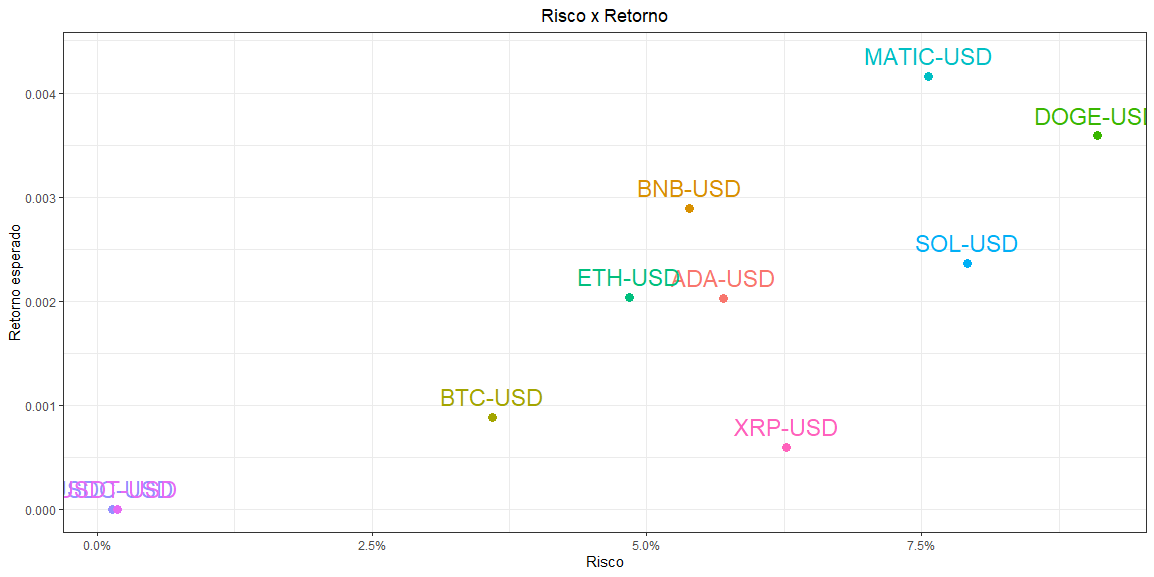 Risco x Retorno
MATIC-USD
0.004
DOGE-USD
0.003
BNB-USD
SOL-USD
ETH-USD
ADA-USD
0.002
Retorno esperado
BTC-USD
0.001
XRP-USD
0.000
0.0%
2.5%
5.0%
7.5%
Risco